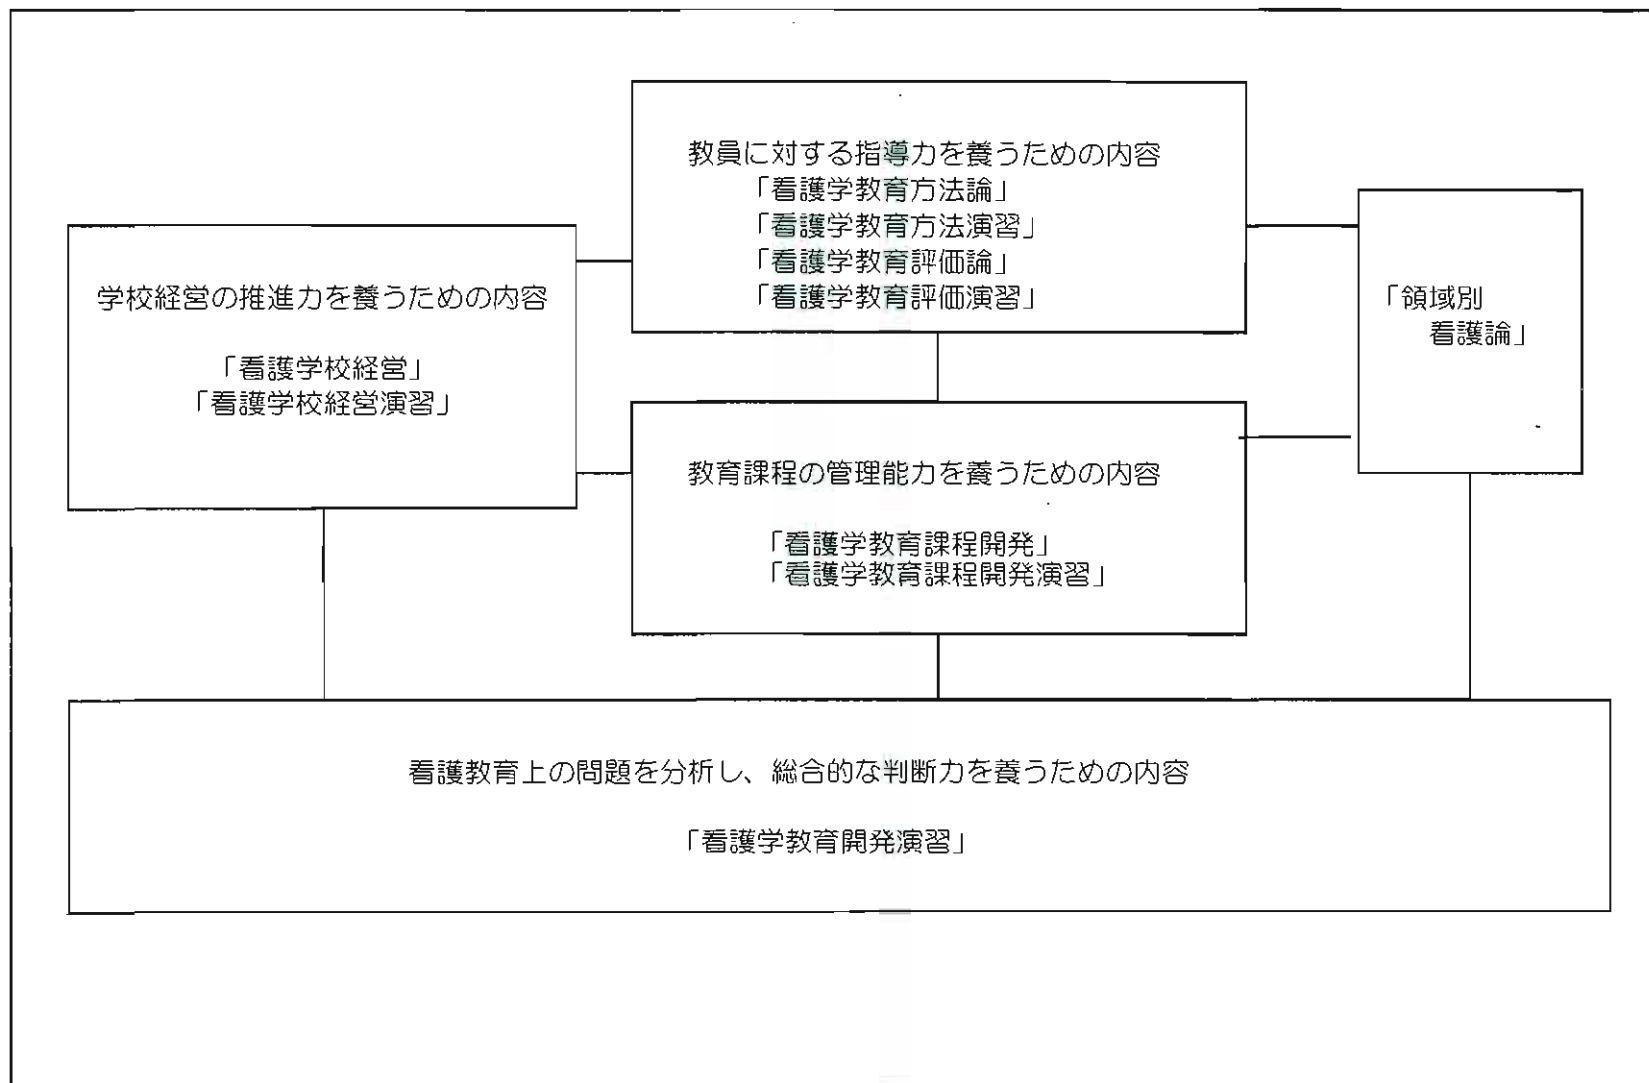 教員に対する指導力を養うための内容
「看護学教育方法論」
「看護学教育方法演習」
「看護学教育評価論」
「看護学教育評価演習」
学校経営の推進力を養うための内容
「看護学校経営」
「看護学校経営演習」
「領域別
看護論」
教育課程の管理能力を養うための内容
「看護学教育課程開発」
「看護学教育課程開発演習」
看護教育上の問題を分析し、総合的な判断力を養うための内容
「看護学教育開発演習」